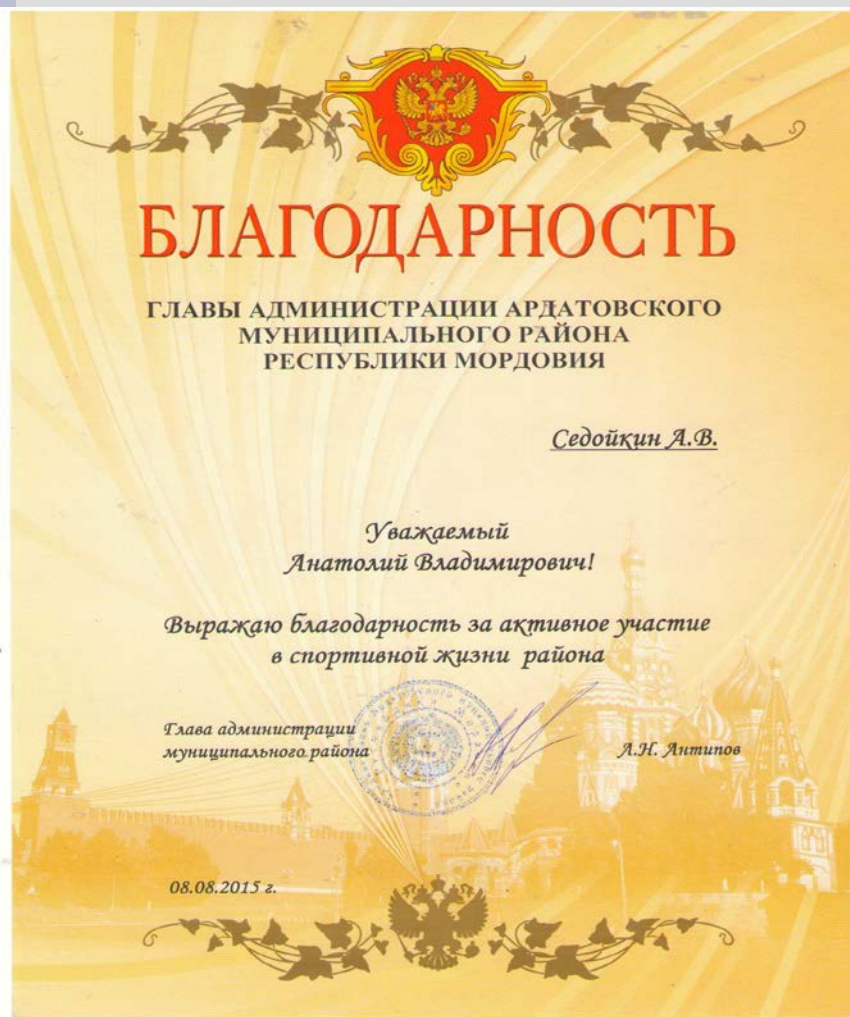 БЛАГОДАРНОСТЬ
ГЛАВЫ АДМИНИСТРАЦИИ АРДАТОВСКОГО
МУНИЦИПАЛЬНОГО РАЙОНА
РЕСПУБЛИКИ МОРДОВИЯ
Седойкин А.В.
Уважаемый
Анатолий Владимирович!
Выражаю благодарность за активное участие
в спортивной жизни района
Глава администрации
муниципального района
А.Н. Антипов
08.08.2015 г.